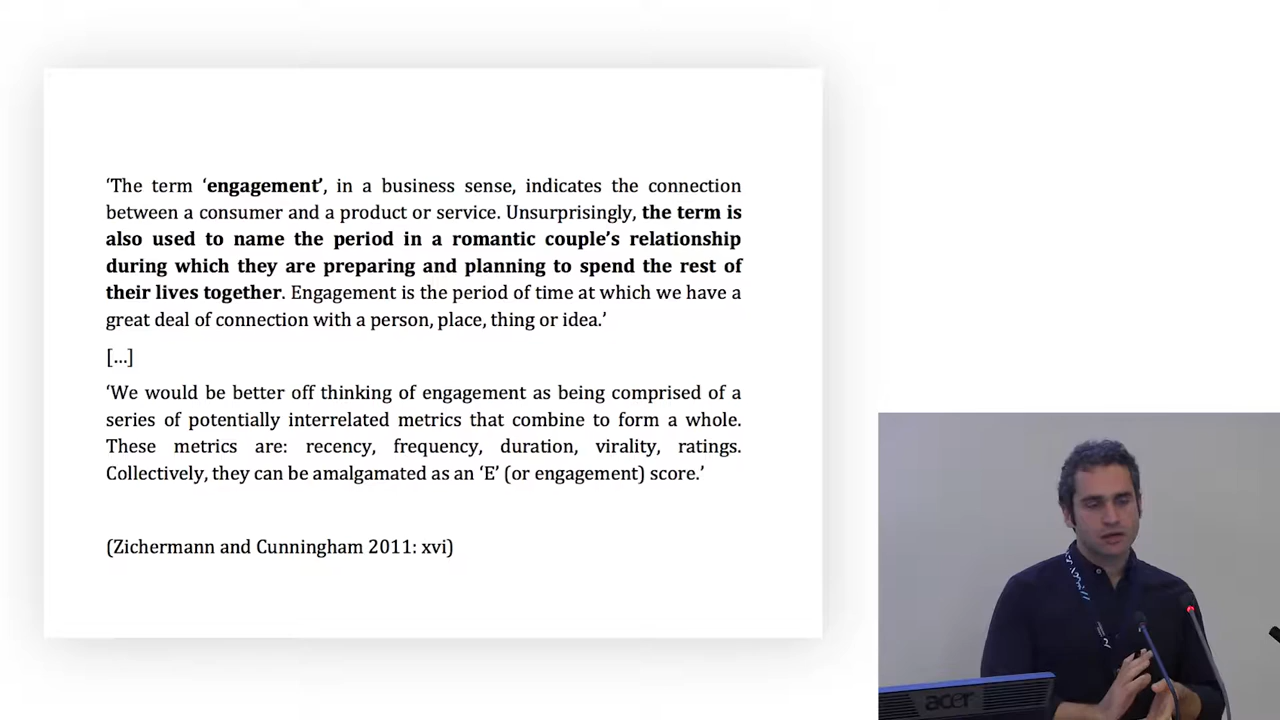 ‘The term ‘engagement’, in a business sense, indicates the connection
between a consumer and a product or service. Unsurprisingly, the term is
also used to name the period in a romantic couple’s relationship
during which they are preparing and planning to spend the rest of
their lives together. Engagement is the period of time at which we have a
great deal of connection with a person, place, thing or idea.’
[...]
‘We would be better off thinking of engagement as being comprised of a
series of potentially interrelated metrics that combine to form a whole.
These metrics are: recency, frequency, duration, virality, ratings.
Collectively, they can be amalgamated as an ‘E’ (or engagement) score.’
(Zichermann and Cunningham 2011: xvi)
acer